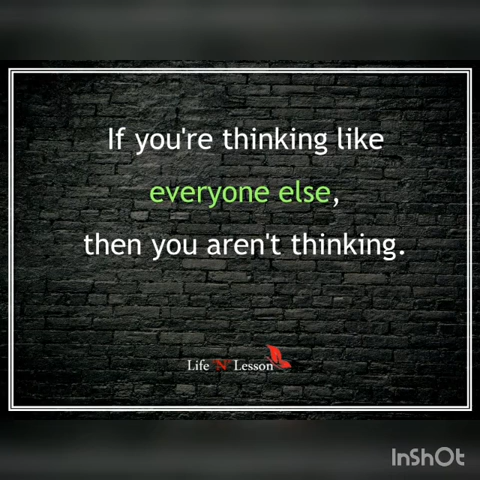 If you're thinking like
everyone else,
then you aren't thinking.
Life 'N' Lesson
InShOt